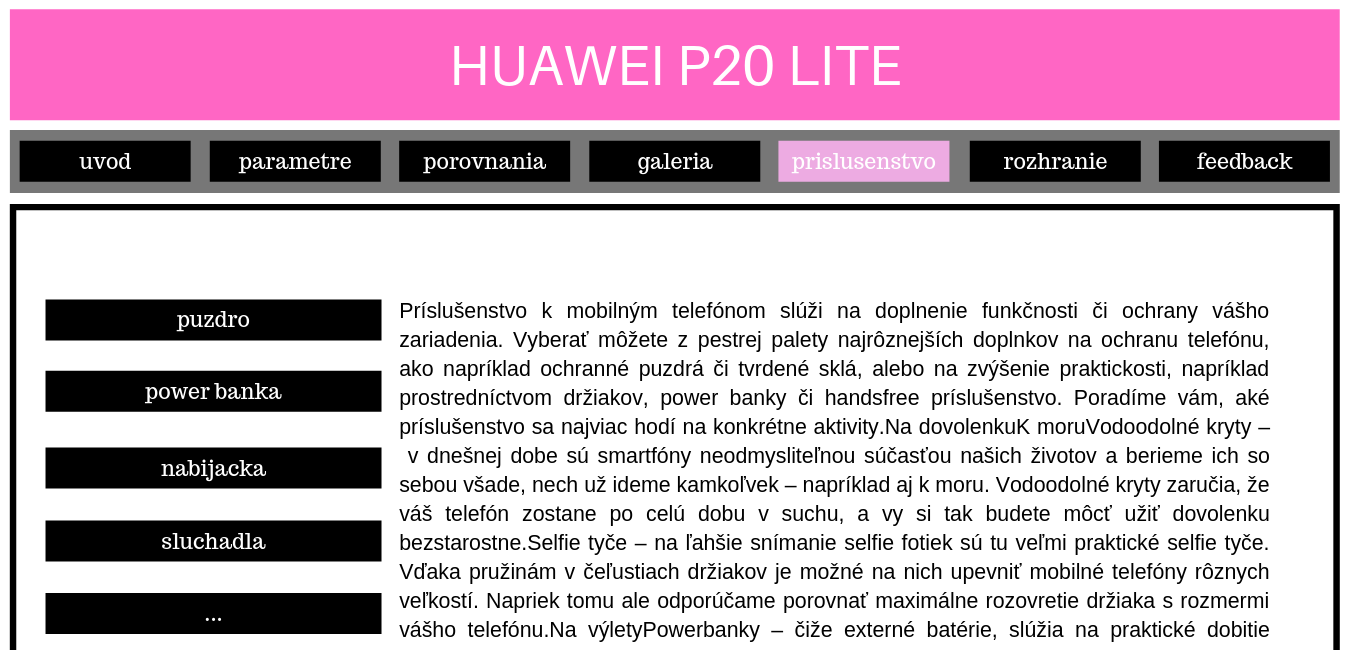 HUAWEI P20 LITE
uvod
parametre
porovnania
galeria
prislusenstvo
rozhranie
feedback
puzdro
power banka
nabijacka
sluchadla
...
Príslušenstvo k mobilným telefónom slúži na doplnenie funkčnosti či ochrany vášho
zariadenia. Vyberať môžete z pestrej palety najrôznejších doplnkov na ochranu telefónu,
ako napríklad ochranné puzdrá či tvrdené sklá, alebo na zvýšenie praktickosti, napríklad
prostredníctvom držiakov, power banky či handsfree príslušenstvo. Poradíme vám, aké
príslušenstvo sa najviac hodí na konkrétne aktivity.Na dovolenkuK moruVodoodolné kryty –
v dnešnej dobe sú smartfóny neodmysliteľnou súčasťou našich životov a berieme ich so
sebou všade, nech už ideme kamkoľvek – napríklad aj k moru. Vodoodolné kryty zaručia, že
váš telefón zostane po celú dobu v suchu, a vy si tak budete môcť užiť dovolenku
bezstarostne.Selfie tyče – na ľahšie snímanie selfie fotiek sú tu veľmi praktické selfie tyče.
Vďaka pružinám v čeľustiach držiakov je možné na nich upevniť mobilné telefóny rôznych
veľkostí. Napriek tomu ale odporúčame porovnať maximálne rozovretie držiaka s rozmermi
vášho telefónu.Na výletyPowerbanky – čiže externé batérie, slúžia na praktické dobitie